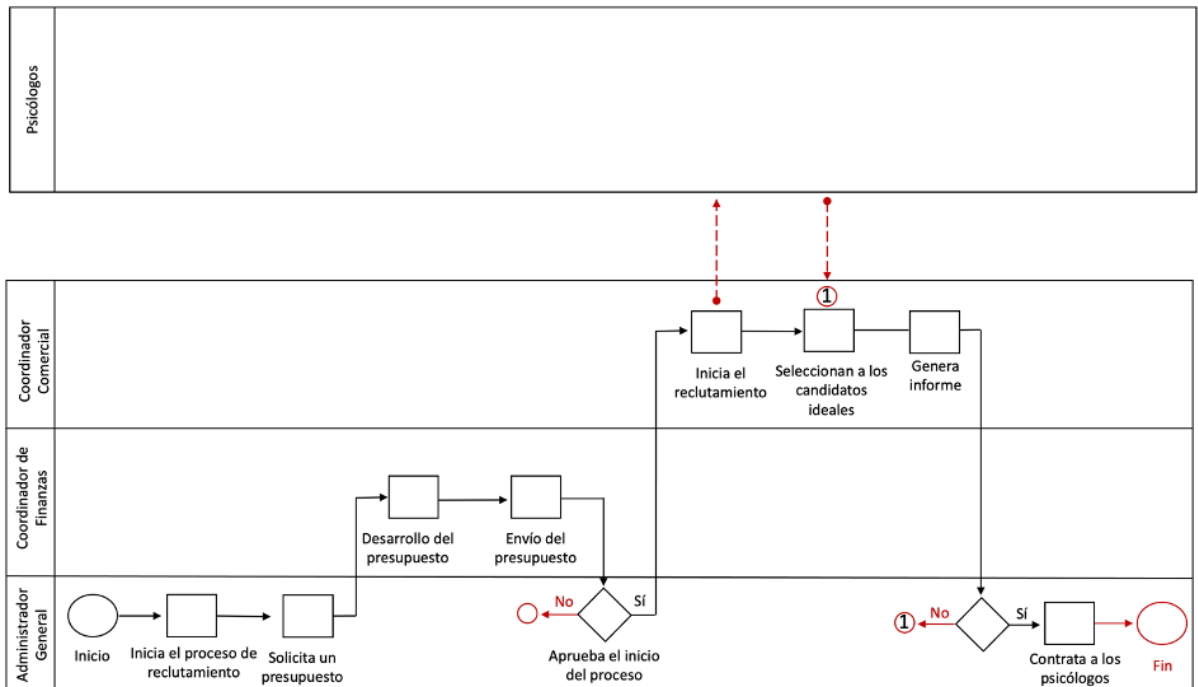 Psicólogos
Coordinador
Comercial
1
Inicia el
reclutamiento
Seleccionan a los
candidatos
ideales
Genera
informe
Coordinador de
Finanzas
Desarrollo del
presupuesto
Envío del
presupuesto
Administrador
General
Inicio
Inicia el proceso de
reclutamiento
Solicita un
presupuesto
No
Sí
Aprueba el inicio
del proceso
1
No
Sí
Contrata a los
psicólogos
Fin